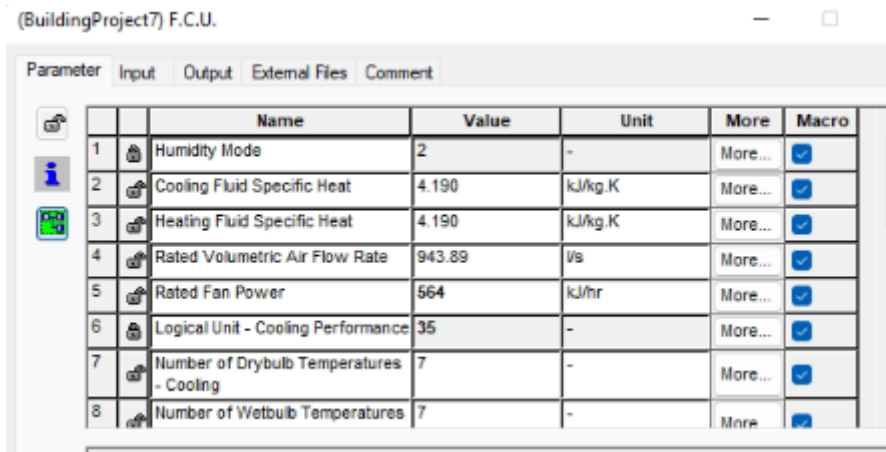 (BuildingProject7) F.C.U.
Parameter Input Output External Files Comment
Name Value Unit More Macro
1 Humidity Mode 2 - More...
2 Cooling Fluid Specific Heat 4.190 kJ/kg.K More...
3 Heating Fluid Specific Heat 4.190 kJ/kg.K More...
4 Rated Volumetric Air Flow Rate 943.89 l/s More...
5 Rated Fan Power 564 kJ/hr More...
6 Logical Unit - Cooling Performance 35 - More...
7 Number of Drybulb Temperatures 7 - More...
- Cooling
8 Number of Wetbulb Temperatures 7 - More